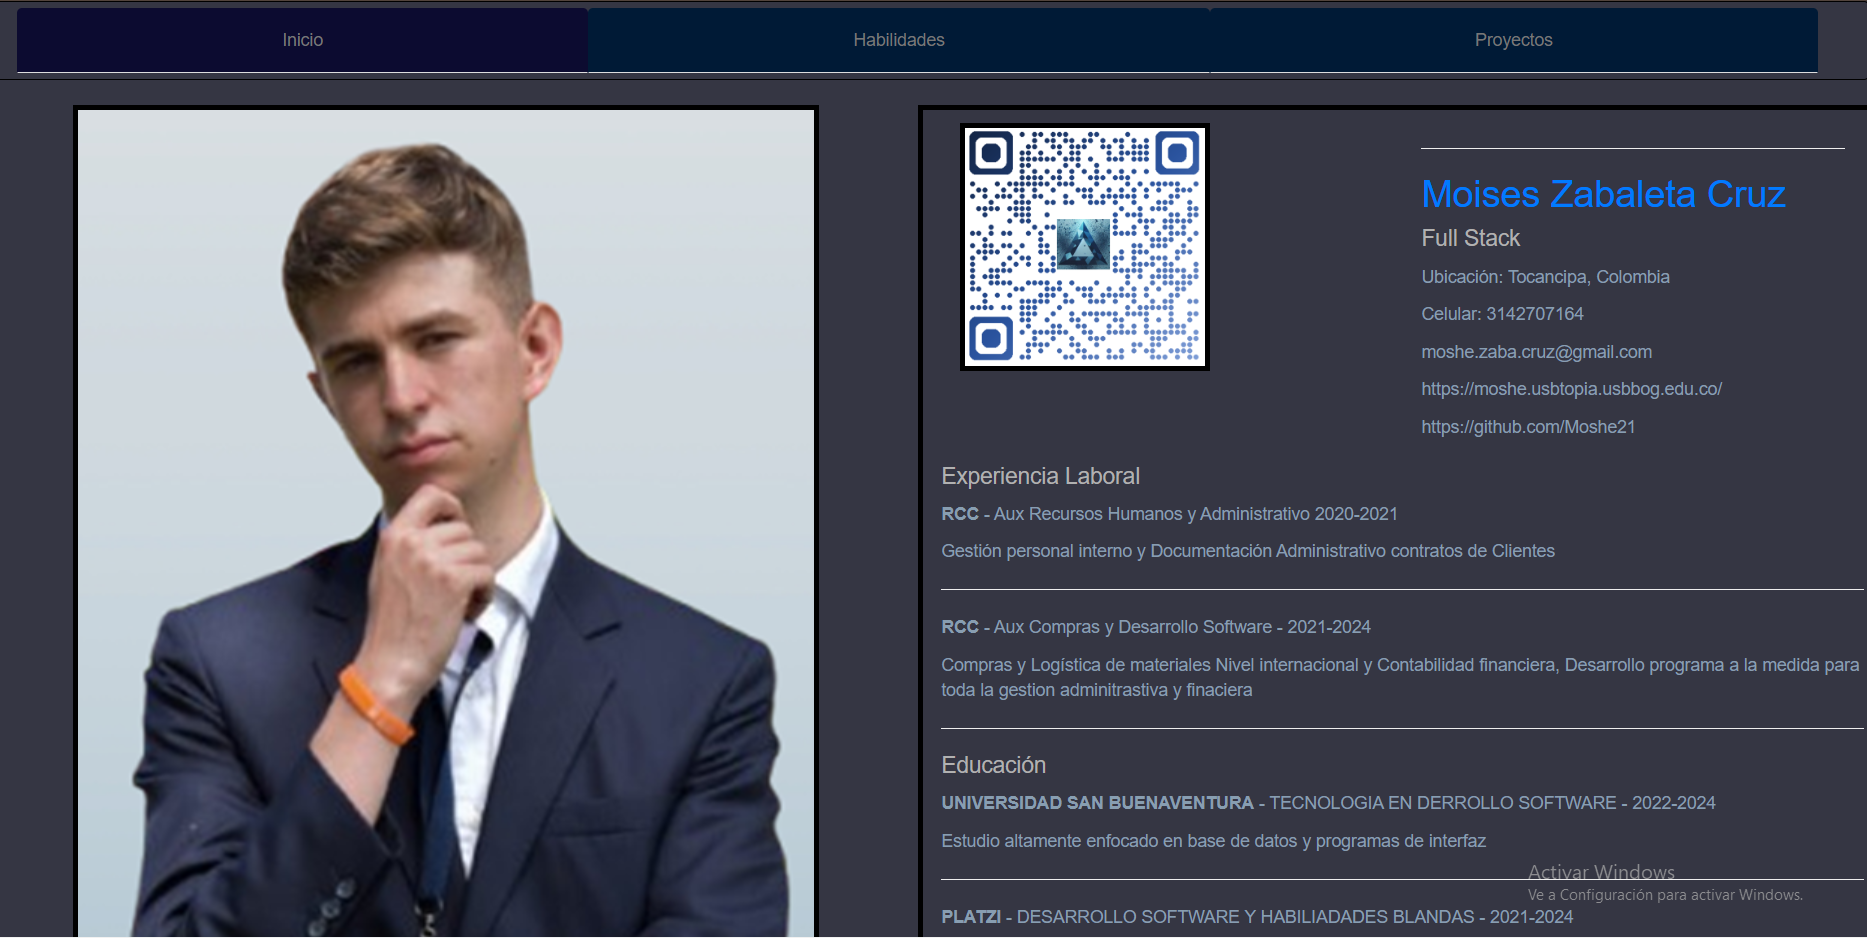 Inicio
Habilidades
Proyectos
Moises Zabaleta Cruz
Full Stack
Ubicación: Tocancipa, Colombia
Celular: 3142707164
moshe.zaba.cruz@gmail.com
https://moshe.usbtopia.usbbog.edu.co/
https://github.com/Moshe21
Experiencia Laboral
RCC - Aux Recursos Humanos y Administrativo 2020-2021
Gestión personal interno y Documentación Administrativo contratos de Clientes
RCC - Aux Compras y Desarrollo Software - 2021-2024
Compras y Logística de materiales Nivel internacional y Contabilidad financiera, Desarrollo programa a la medida para
toda la gestion adminitrastiva y finaciera
Educación
UNIVERSIDAD SAN BUENAVENTURA - TECNOLOGIA EN DERROLLO SOFTWARE - 2022-2024
Estudio altamente enfocado en base de datos y programas de interfaz
Activar Windows
Ve a Configuración para activar Windows.
PLATZI - DESARROLLO SOFTWARE Y HABILIADADES BLANDAS - 2021-2024